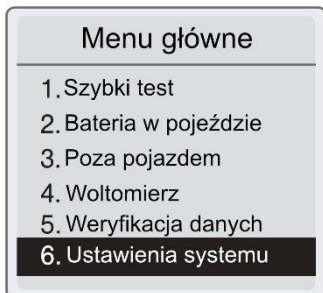 Menu główne
1. Szybki test
2. Bateria w pojeździe
3. Poza pojazdem
4. Woltomierz
5. Weryfikacja danych
6. Ustawienia systemu